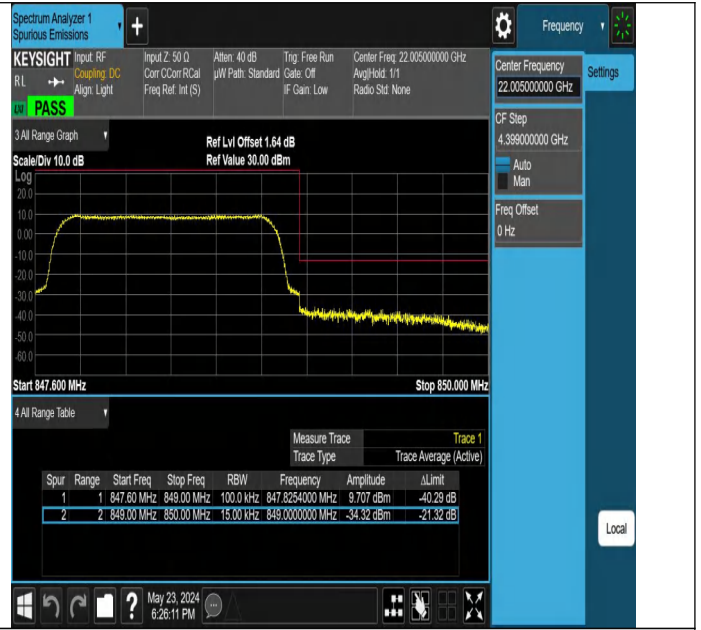 Spectrum Analyzer 1
Spurious Emissions
+
Frequency
KEYSIGHT
RL
Input: RF
Coupling: DC
Align: Light
Input Z: 50 Ω
Corr CCorr RCal
Freq Ref: Int (S)
Atten: 40 dB
µW Path: Standard
Trig: Free Run
Gate: Off
IF Gain: Low
Center Freq: 22.005000000 GHz
Avg|Hold: 1/1
Radio Std: None
LXI PASS
Center Frequency
22.005000000 GHz
Settings
CF Step
4.399000000 GHz
Auto
Man
Freq Offset
0 Hz
3 All Range Graph
Ref Lvl Offset 1.64 dB
Scale/Div 10.0 dB Ref Value 30.00 dBm
Log
20.0
10.0
0.00
-10.0
-20.0
-30.0
-40.0
-50.0
-60.0
Start 847.600 MHz Stop 850.000 MHz
4 All Range Table
Measure Trace Trace 1
Trace Type Trace Average (Active)
Spur Range Start Freq Stop Freq RBW Frequency Amplitude ΔLimit
1 1 847.60 MHz 849.00 MHz 100.0 kHz 847.8254000 MHz 9.707 dBm -40.29 dB
2 2 849.00 MHz 850.00 MHz 15.00 kHz 849.0000000 MHz -34.32 dBm -21.32 dB
Local
?
May 23, 2024
6:26:11 PM